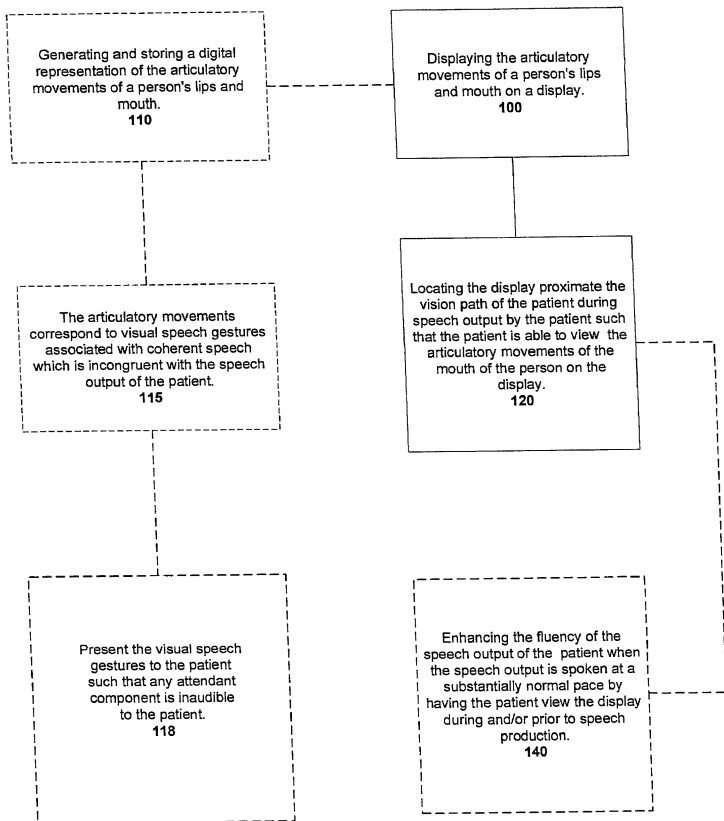 Generating and storing a digital
representation of the articulatory
movements of a person's lips and
mouth.
110
Displaying the articulatory
movements of a person's lips
and mouth on a display.
100
The articulatory movements
correspond to visual speech gestures
associated with coherent speech
which is incongruent with the speech
output of the patient.
115
Locating the display proximate the
vision path of the patient during
speech output by the patient such
that the patient is able to view the
articulatory movements of the
mouth of the person on the
display.
120
Present the visual speech
gestures to the patient
such that any attendant
component is inaudible
to the patient.
118
Enhancing the fluency of the
speech output of the patient when
the speech output is spoken at a
substantially normal pace by
having the patient view the display
during and/or prior to speech
production.
140